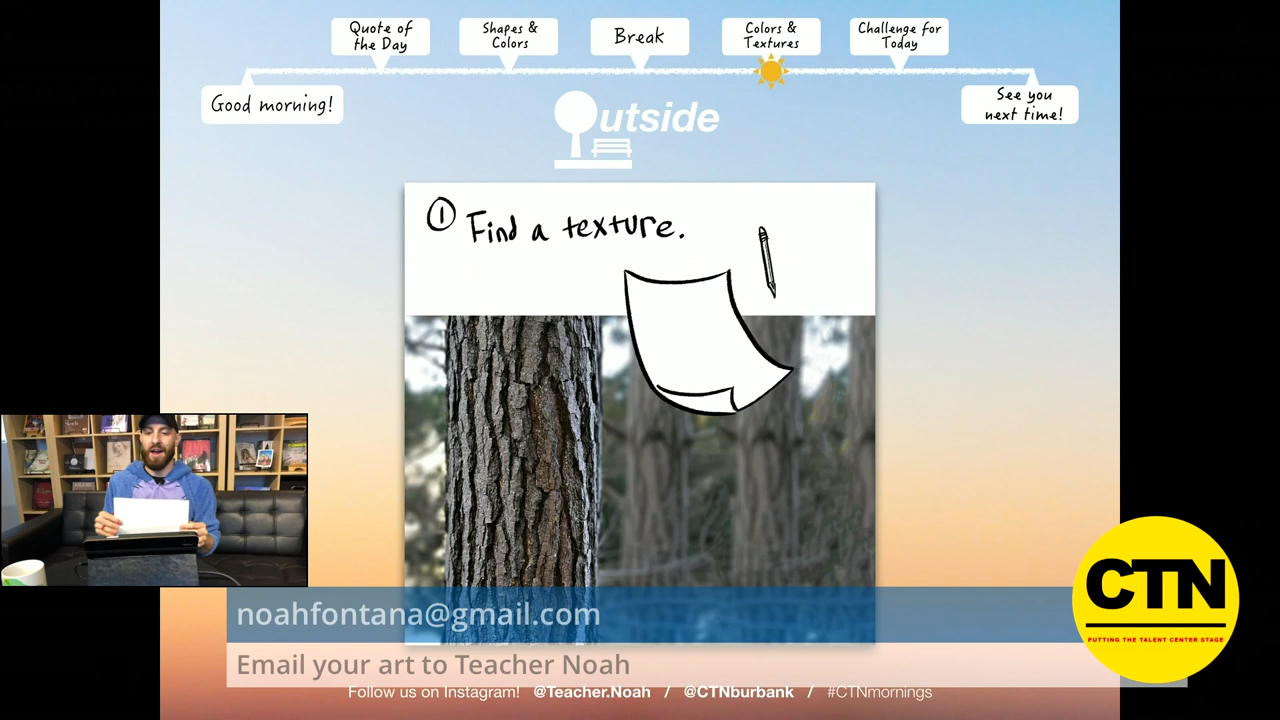 Quote of
the Day
Shapes &
Colors
Break
Colors &
Textures
Challenge for
Today
Good morning!
See you
next time!
utside
① Find a texture.
noahfontana@gmail.com
Email your art to Teacher Noah
CTN
PUTTING THE TALENT CENTER STAGE
Follow us on Instagram! @Teacher.Noah / @CTNburbank / #CTNmornings